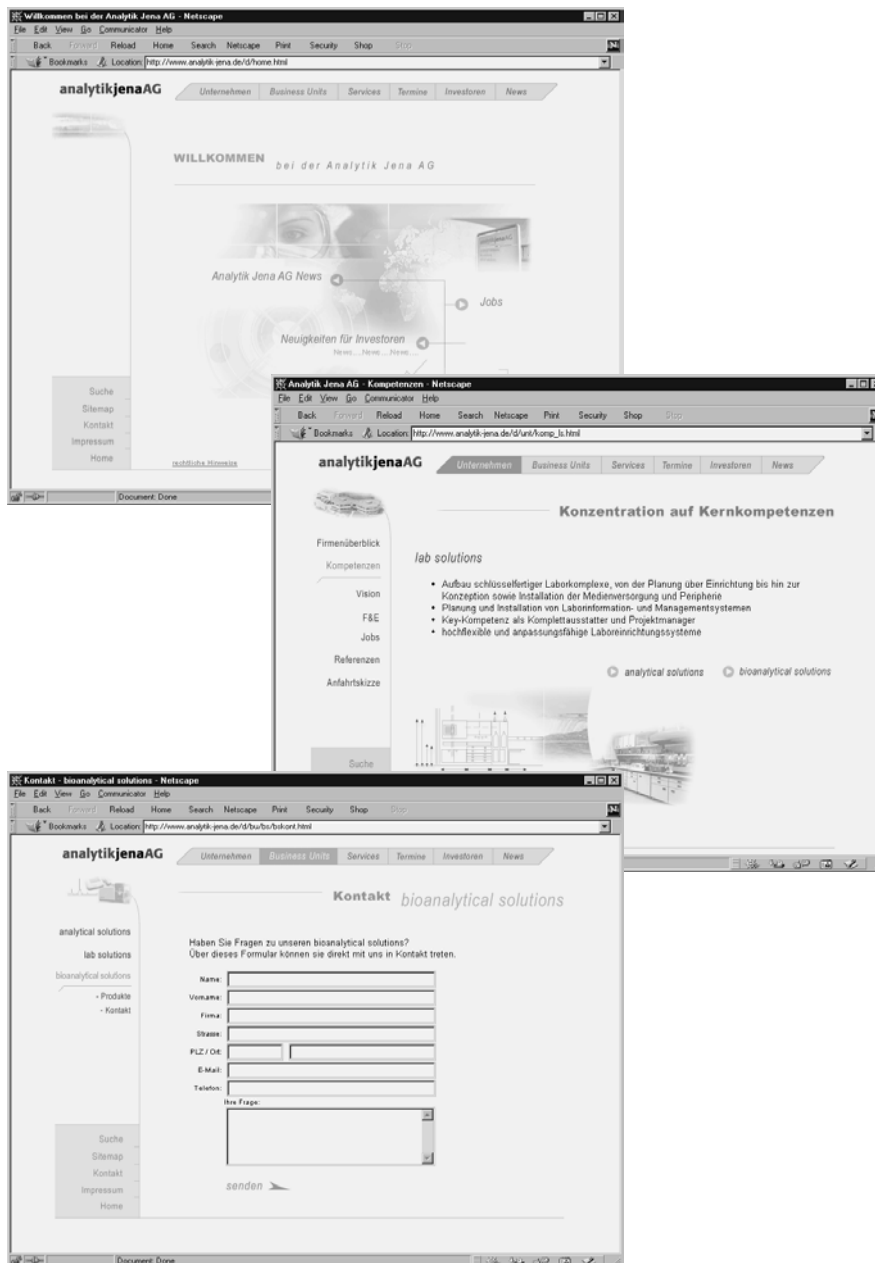 Willkommen bei der Analytik Jena AG - Netscape
File Edit View Go Communicator Help
Back Forward Reload Home Search Netscape Print Security Shop Stop
Bookmarks Location: http://www.analytik-jena.de/d/home.html
analytikjenaAG
Unternehmen Business Units Services Termine Investoren News
WILLKOMMEN bei der Analytik Jena AG
Analytik Jena AG News
Jobs
Neuigkeiten für Investoren
News.....News.....News.....
Suche
Sitemap
Kontakt
Impressum
Home
rechtliche Hinweise
Document: Done
Analytik Jena AG - Kompetenzen - Netscape
File Edit View Go Communicator Help
Back Forward Reload Home Search Netscape Print Security Shop Stop
Bookmarks Location: http://www.analytik-jena.de/d/unt/komp_ls.html
analytikjenaAG
Unternehmen Business Units Services Termine Investoren News
Konzentration auf Kernkompetenzen
Firmenüberblick
Kompetenzen
Vision
F&E
Jobs
Referenzen
Anfahrtskizze
lab solutions
• Aufbau schlüsselfertiger Laborkomplexe, von der Planung über Einrichtung bis hin zur
Konzeption sowie Installation der Medienversorgung und Peripherie
• Planung und Installation von Laborinformation- und Managementsystemen
• Key-Kompetenz als Komplettausstatter und Projektmanager
• hochflexible und anpassungsfähige Laboreinrichtungssysteme
analytical solutions bioanalytical solutions
Suche
Kontakt - bioanalytical solutions - Netscape
File Edit View Go Communicator Help
Back Forward Reload Home Search Netscape Print Security Shop Stop
Bookmarks Location: http://www.analytik-jena.de/d/bu/bs/bskont.html
analytikjenaAG
Unternehmen Business Units Services Termine Investoren News
Kontakt bioanalytical solutions
analytical solutions
lab solutions
bioanalytical solutions
- Produkte
- Kontakt
Haben Sie Fragen zu unseren bioanalytical solutions?
Über dieses Formular können sie direkt mit uns in Kontakt treten.
Name:
Vorname:
Firma:
Strasse:
PLZ / Ort:
E-Mail:
Telefon:
Ihre Frage:
senden
Suche
Sitemap
Kontakt
Impressum
Home
Document: Done